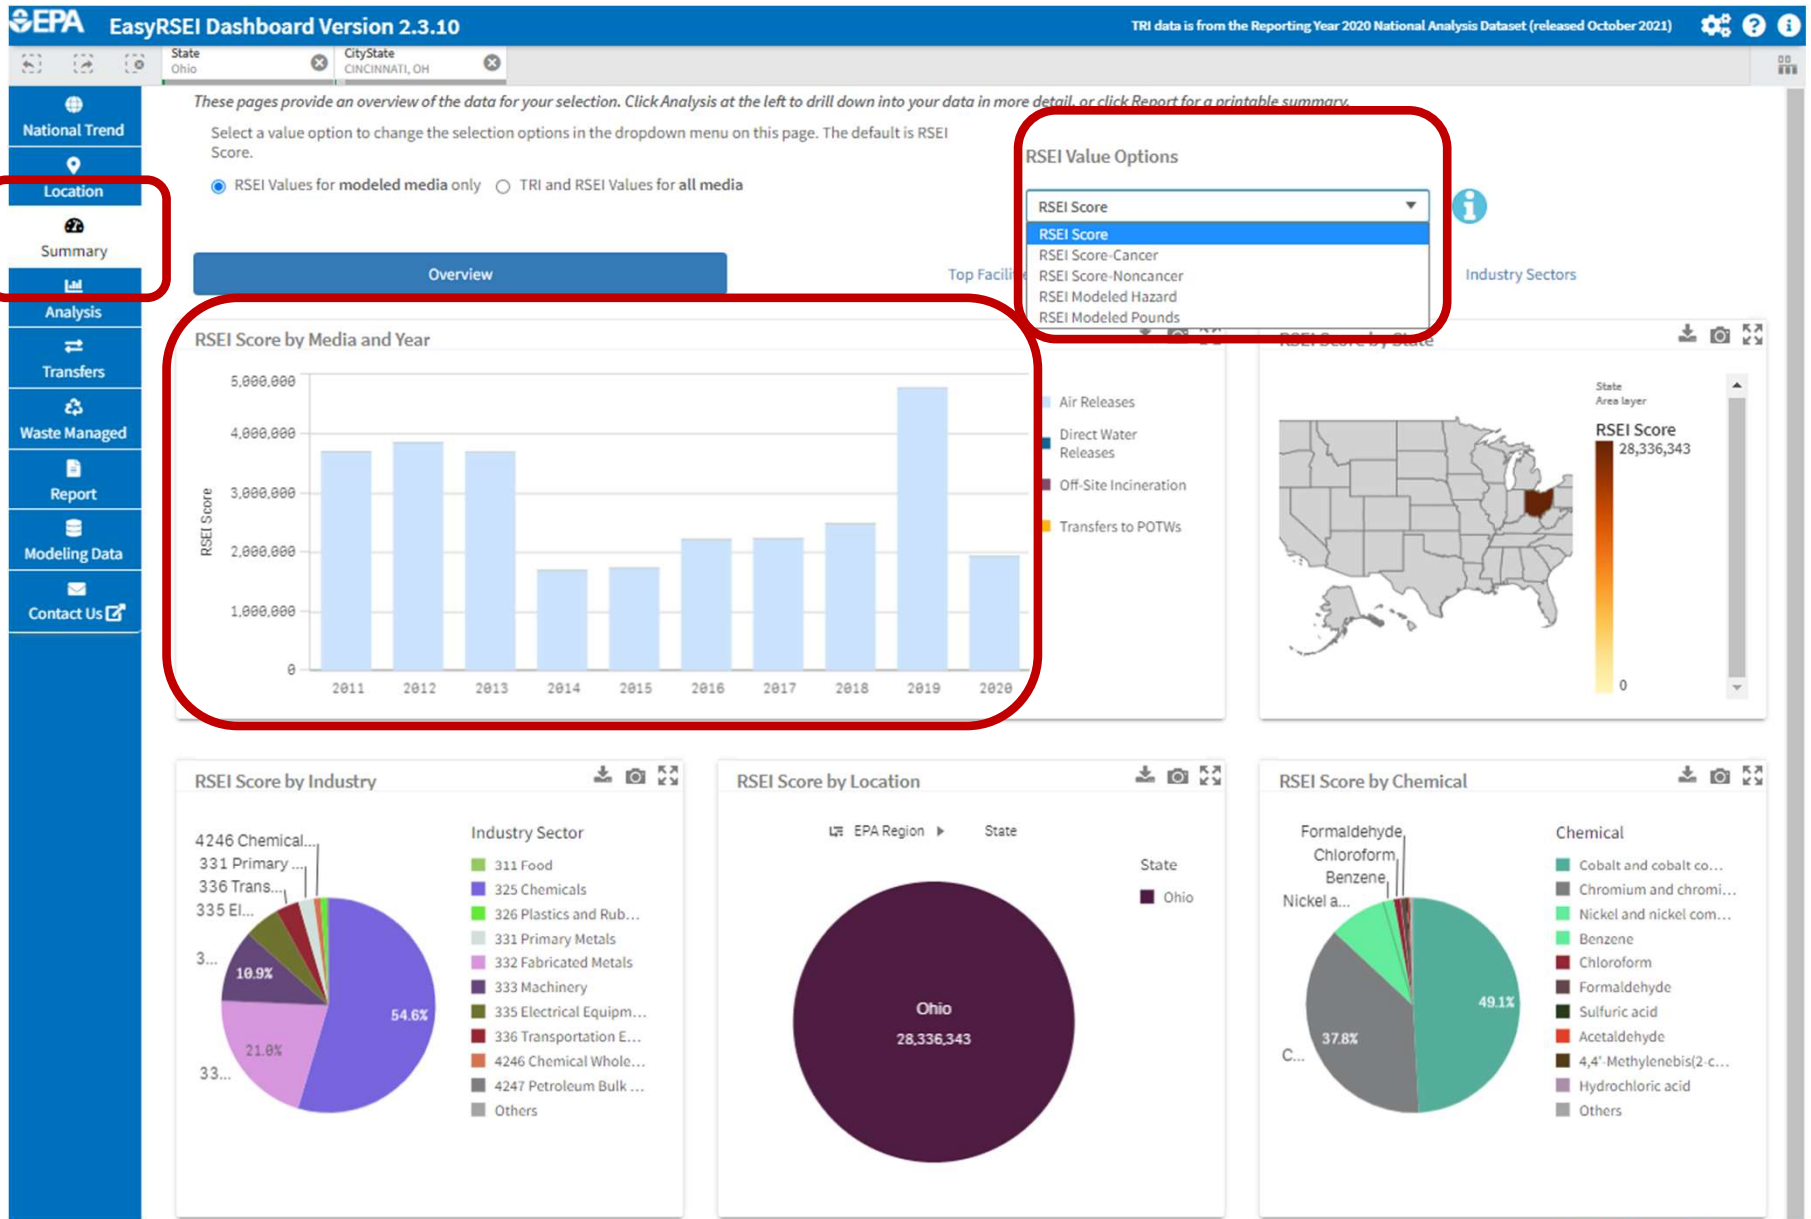 EPA EasyRSEI Dashboard Version 2.3.10
TRI data is from the Reporting Year 2020 National Analysis Dataset (released October 2021)
State
Ohio
CityState
CINCINNATI, OH
National Trend
Location
Summary
Analysis
Transfers
Waste Managed
Report
Modeling Data
Contact Us
These pages provide an overview of the data for your selection. Click Analysis at the left to drill down into your data in more detail, or click Report for a printable summary.
Select a value option to change the selection options in the dropdown menu on this page. The default is RSEI
Score.
RSEI Values for modeled media only
TRI and RSEI Values for all media
RSEI Value Options
RSEI Score
RSEI Score
RSEI Score-Cancer
RSEI Score-Noncancer
RSEI Modeled Hazard
RSEI Modeled Pounds
Overview
Top Facili
Industry Sectors
RSEI Score by Media and Year
RSEI Score
5,000,000
4,000,000
3,000,000
2,000,000
1,000,000
0
2011 2012 2013 2014 2015 2016 2017 2018 2019 2020
Air Releases
Direct Water
Releases
Off-Site Incineration
Transfers to POTWs
RSEI Score by State
State
Area layer
RSEI Score
28,336,343
0
RSEI Score by Industry
4246 Chemical...
331 Primary ...
336 Trans...
335 El...
3...
33...
10.9%
21.0%
54.6%
Industry Sector
311 Food
325 Chemicals
326 Plastics and Rub...
331 Primary Metals
332 Fabricated Metals
333 Machinery
335 Electrical Equipm...
336 Transportation E...
4246 Chemical Whole...
4247 Petroleum Bulk ...
Others
RSEI Score by Location
EPA Region
State
State
Ohio
Ohio
28,336,343
RSEI Score by Chemical
Formaldehyde
Chloroform
Benzene
Nickel a...
C...
37.8%
49.1%
Chemical
Cobalt and cobalt co...
Chromium and chromi...
Nickel and nickel com...
Benzene
Chloroform
Formaldehyde
Sulfuric acid
Acetaldehyde
4,4'-Methylenebis(2-c...
Hydrochloric acid
Others